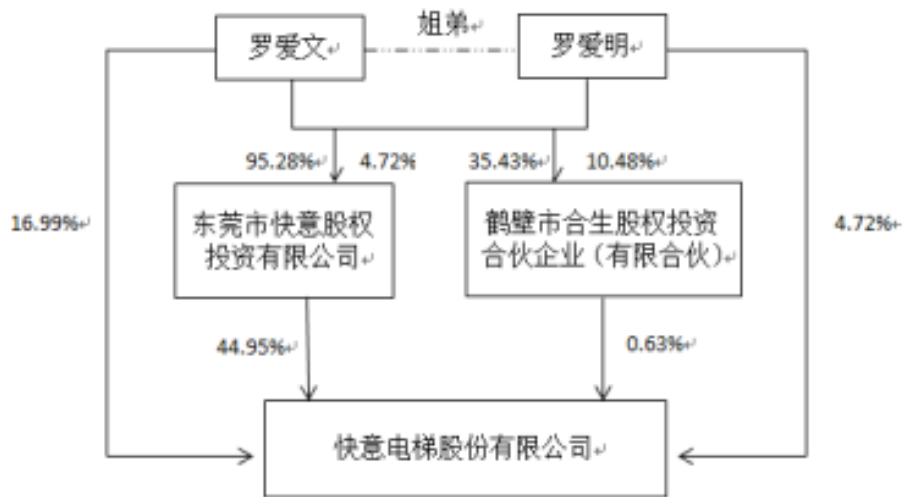 姐弟
罗爱文
罗爱明
95.28%
4.72%
35.43%
10.48%
16.99%
东莞市快意股权
投资有限公司
鹤壁市合生股权投资
合伙企业（有限合伙）
4.72%
44.95%
0.63%
快意电梯股份有限公司